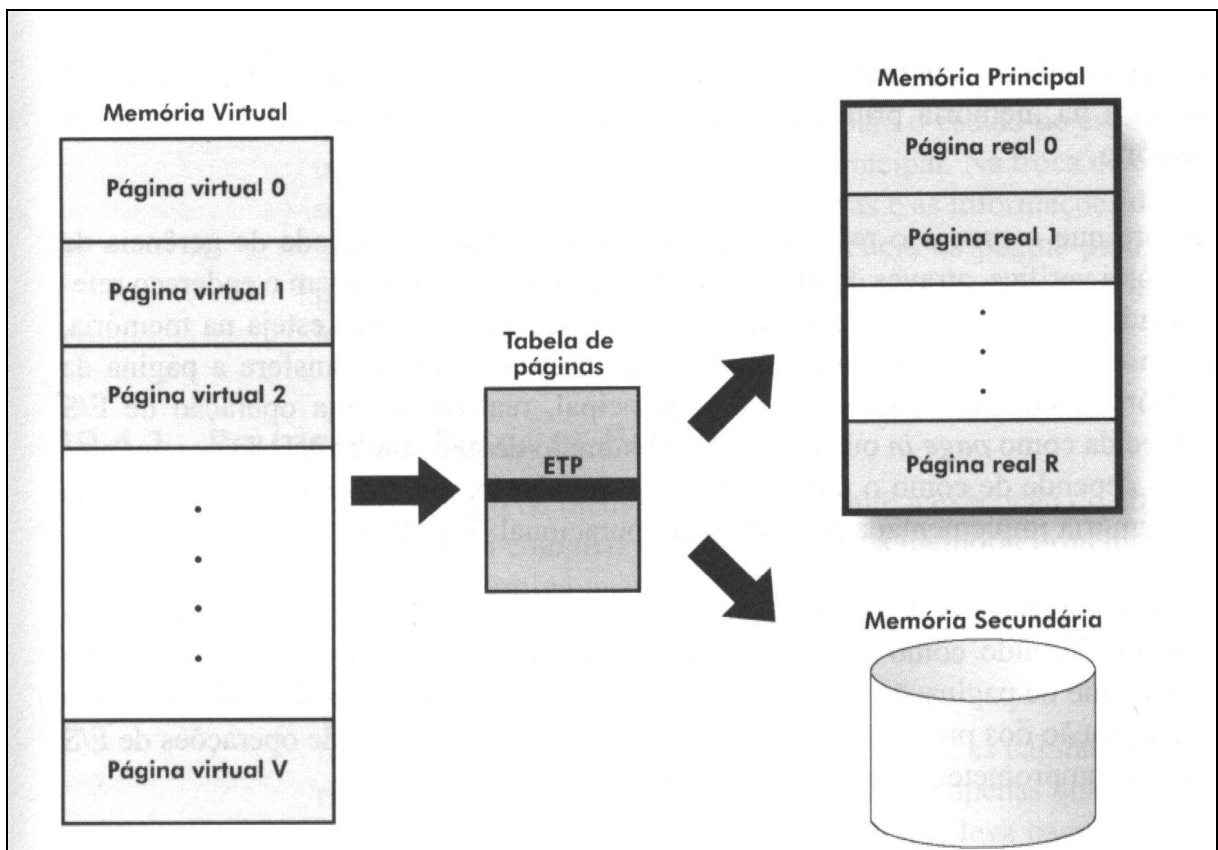 Memória Virtual
Página virtual 0
Página virtual 1
Página virtual 2
Página virtual V
Tabela de
páginas
ETP
Memória Principal
Página real 0
Página real 1
Página real R
Memória Secundária